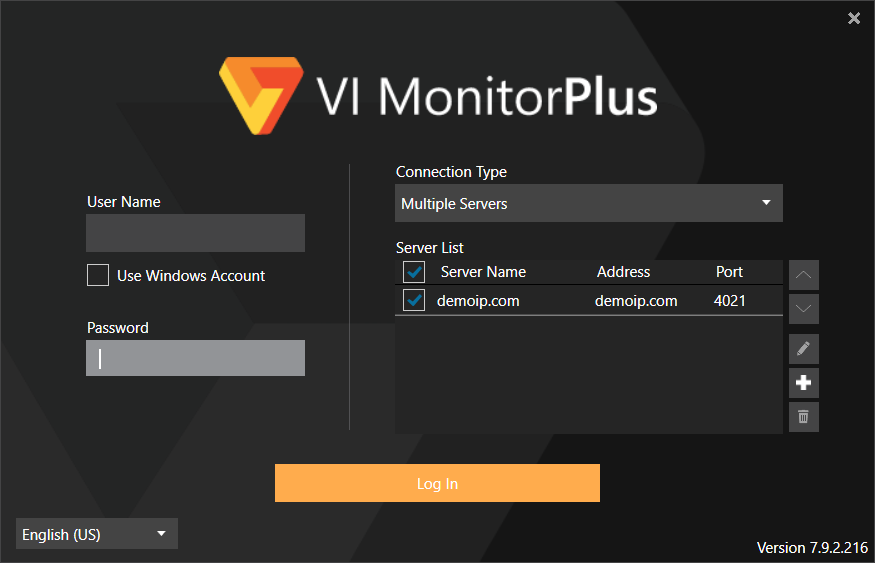 VI MonitorPlus
User Name
Use Windows Account
Password
Connection Type
Multiple Servers
Server List
Server Name Address Port
demoip.com demoip.com 4021
Log In
English (US)
Version 7.9.2.216